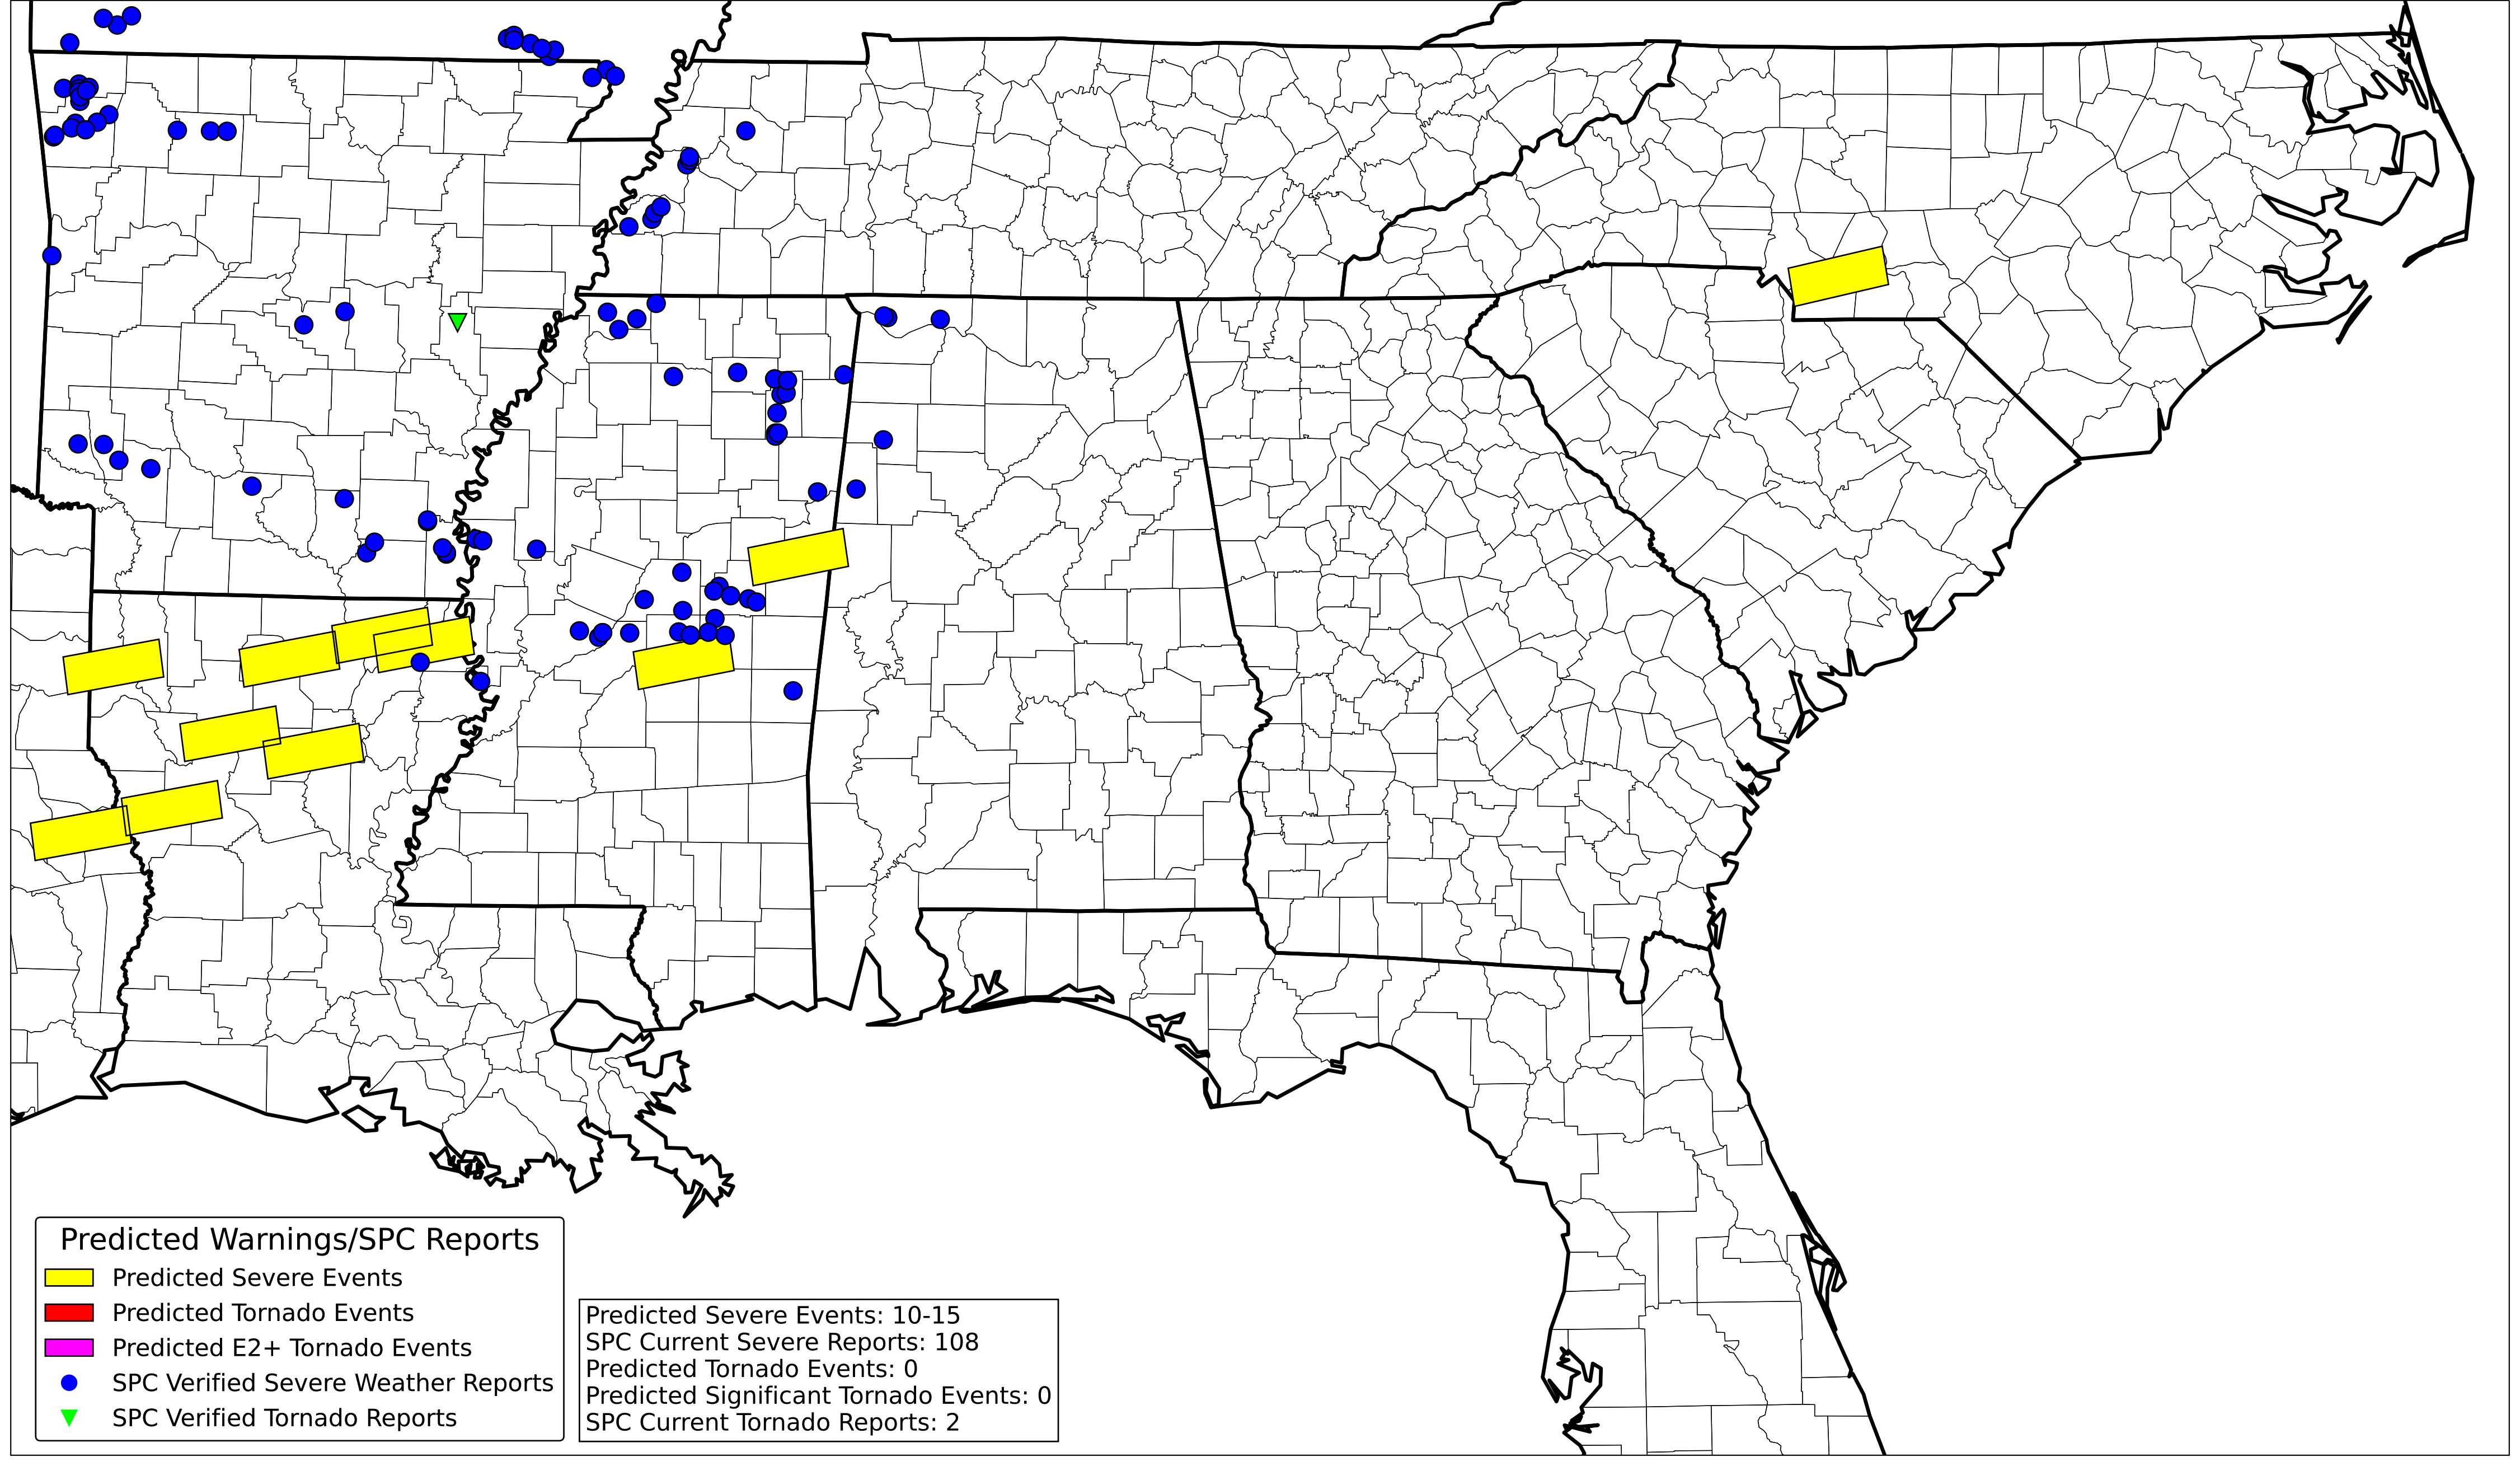 Predicted Warnings/SPC Reports
Predicted Severe Events
Predicted Tornado Events
Predicted E2+ Tornado Events
SPC Verified Severe Weather Reports
SPC Verified Tornado Reports
Predicted Severe Events: 10-15
SPC Current Severe Reports: 108
Predicted Tornado Events: 0
Predicted Significant Tornado Events: 0
SPC Current Tornado Reports: 2